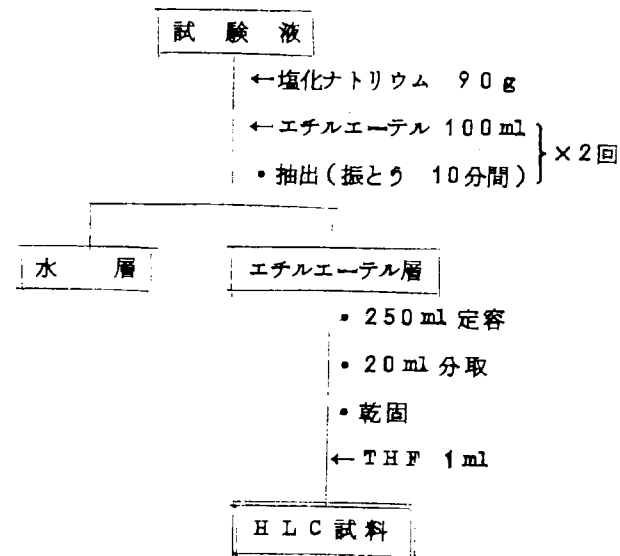 試験液
←塩化ナトリウム 90g
←エチルエーテル 100ml
・抽出(振とう 10分間)
×2回
水層
エチルエーテル層
・250ml定容
・20ml分取
・乾固
←THF 1ml
HLC試料